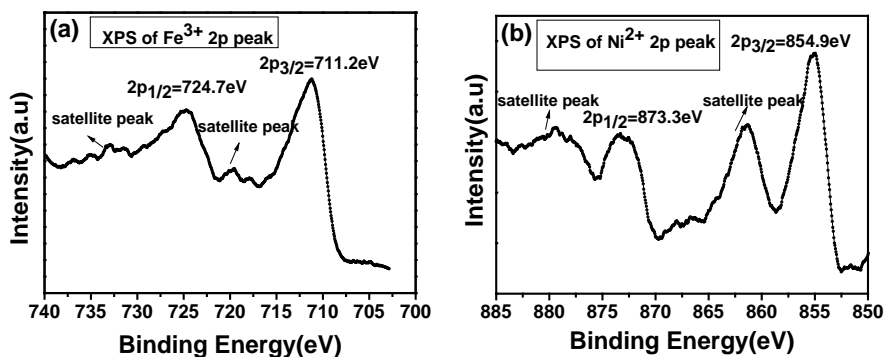 (a)
XPS of Fe3+ 2p peak
2p3/2=711.2eV
2p1/2=724.7eV
satellite peak
satellite peak
Intensity(a.u)
740 735 730 725 720 715 710 705 700
Binding Energy(eV)
(b)
XPS of Ni2+ 2p peak
2p3/2=854.9eV
satellite peak
satellite peak
2p1/2=873.3eV
Intensity(a.u)
885 880 875 870 865 860 855 850
Binding Energy(eV)